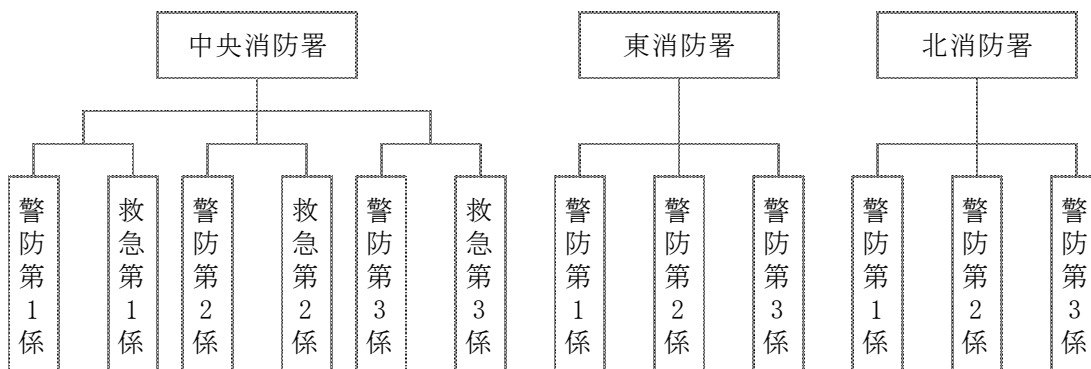 中央消防署
東消防署
北消防署
警防第1係
救急第1係
警防第2係
救急第2係
警防第3係
救急第3係
警防第1係
警防第2係
警防第3係
警防第1係
警防第2係
警防第3係